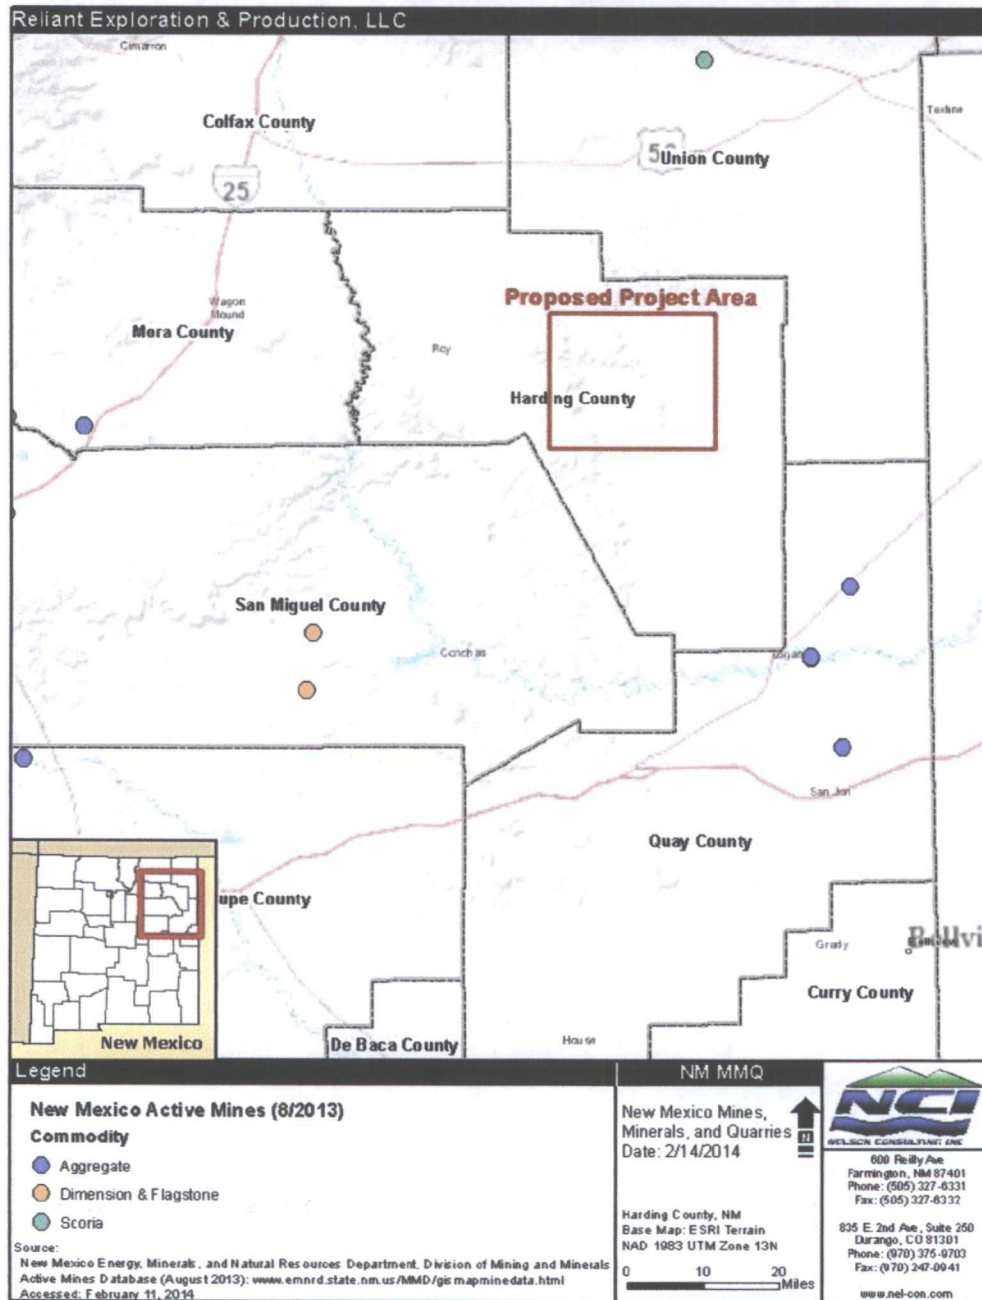 Reliant Exploration & Production, LLC
Cimarron
Colfax County
Texline
Union County
25
Proposed Project Area
Wagon
Mound
Mora County
Roy
Harding County
San Miguel County
Conchas
Logan
San Jon
Quay County
upe County
Grady
Bellvi
Curry County
New Mexico
De Baca County
House
Legend
New Mexico Active Mines (8/2013)
Commodity
Aggregate
Dimension & Flagstone
Scoria
Source:
New Mexico Energy, Minerals, and Natural Resources Department, Division of Mining and Minerals
Active Mines Database (August 2013): www.emnrd.state.nm.us/MMD/gismapminedata.html
Accessed: February 11, 2014
NM MMQ
New Mexico Mines,
Minerals, and Quarries
Date: 2/14/2014
N
Harding County, NM
Base Map: ESRI Terrain
NAD 1983 UTM Zone 13N
0 10 20
Miles
NCI
NELSON CONSULTING INC
600 Reilly Ave
Farmington, NM 87401
Phone: (505) 327-6331
Fax: (505) 327-6332
835 E. 2nd Ave, Suite 250
Durango, CO 81301
Phone: (970) 375-9703
Fax: (970) 247-0941
www.nel-con.com